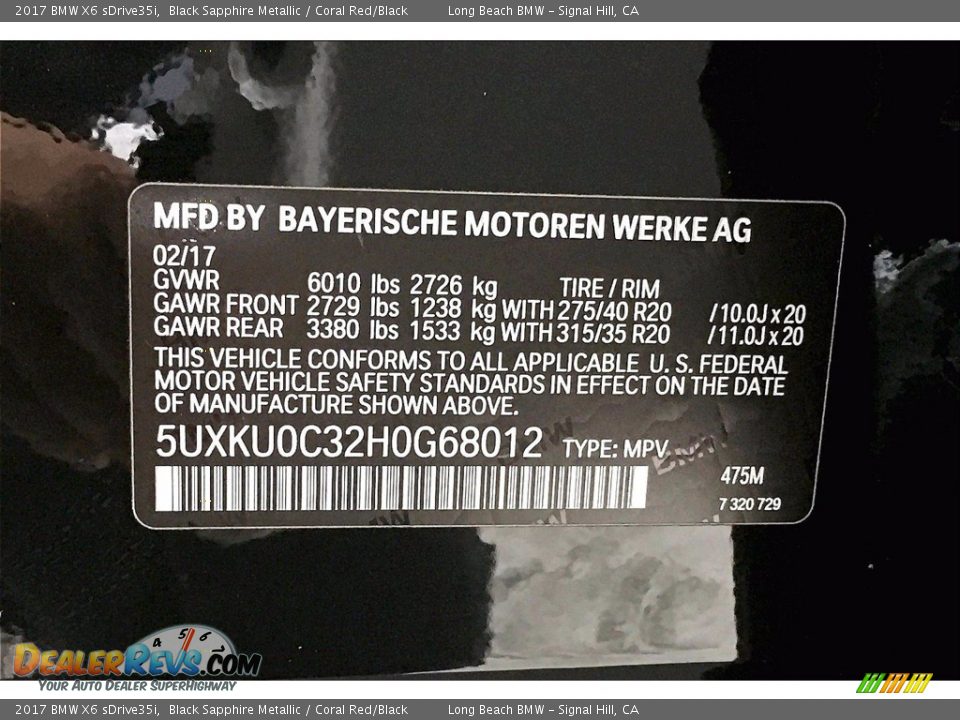 2017 BMW X6 sDrive35i, Black Sapphire Metallic / Coral Red/Black Long Beach BMW - Signal Hill, CA
MFD BY BAYERISCHE MOTOREN WERKE AG
02/17
GVWR 6010 lbs 2726 kg TIRE / RIM
GAWR FRONT 2729 lbs 1238 kg WITH 275/40 R20 /10.0J x 20
GAWR REAR 3380 lbs 1533 kg WITH 315/35 R20 /11.0J x 20
THIS VEHICLE CONFORMS TO ALL APPLICABLE U. S. FEDERAL
MOTOR VEHICLE SAFETY STANDARDS IN EFFECT ON THE DATE
OF MANUFACTURE SHOWN ABOVE.
5UXKU0C32H0G68012 TYPE: MPV
BMW
475M
7 320 729
4 5 6
DEALERREVS.COM
YOUR AUTO DEALER SUPERHIGHWAY
2017 BMW X6 sDrive35i, Black Sapphire Metallic / Coral Red/Black Long Beach BMW - Signal Hill, CA